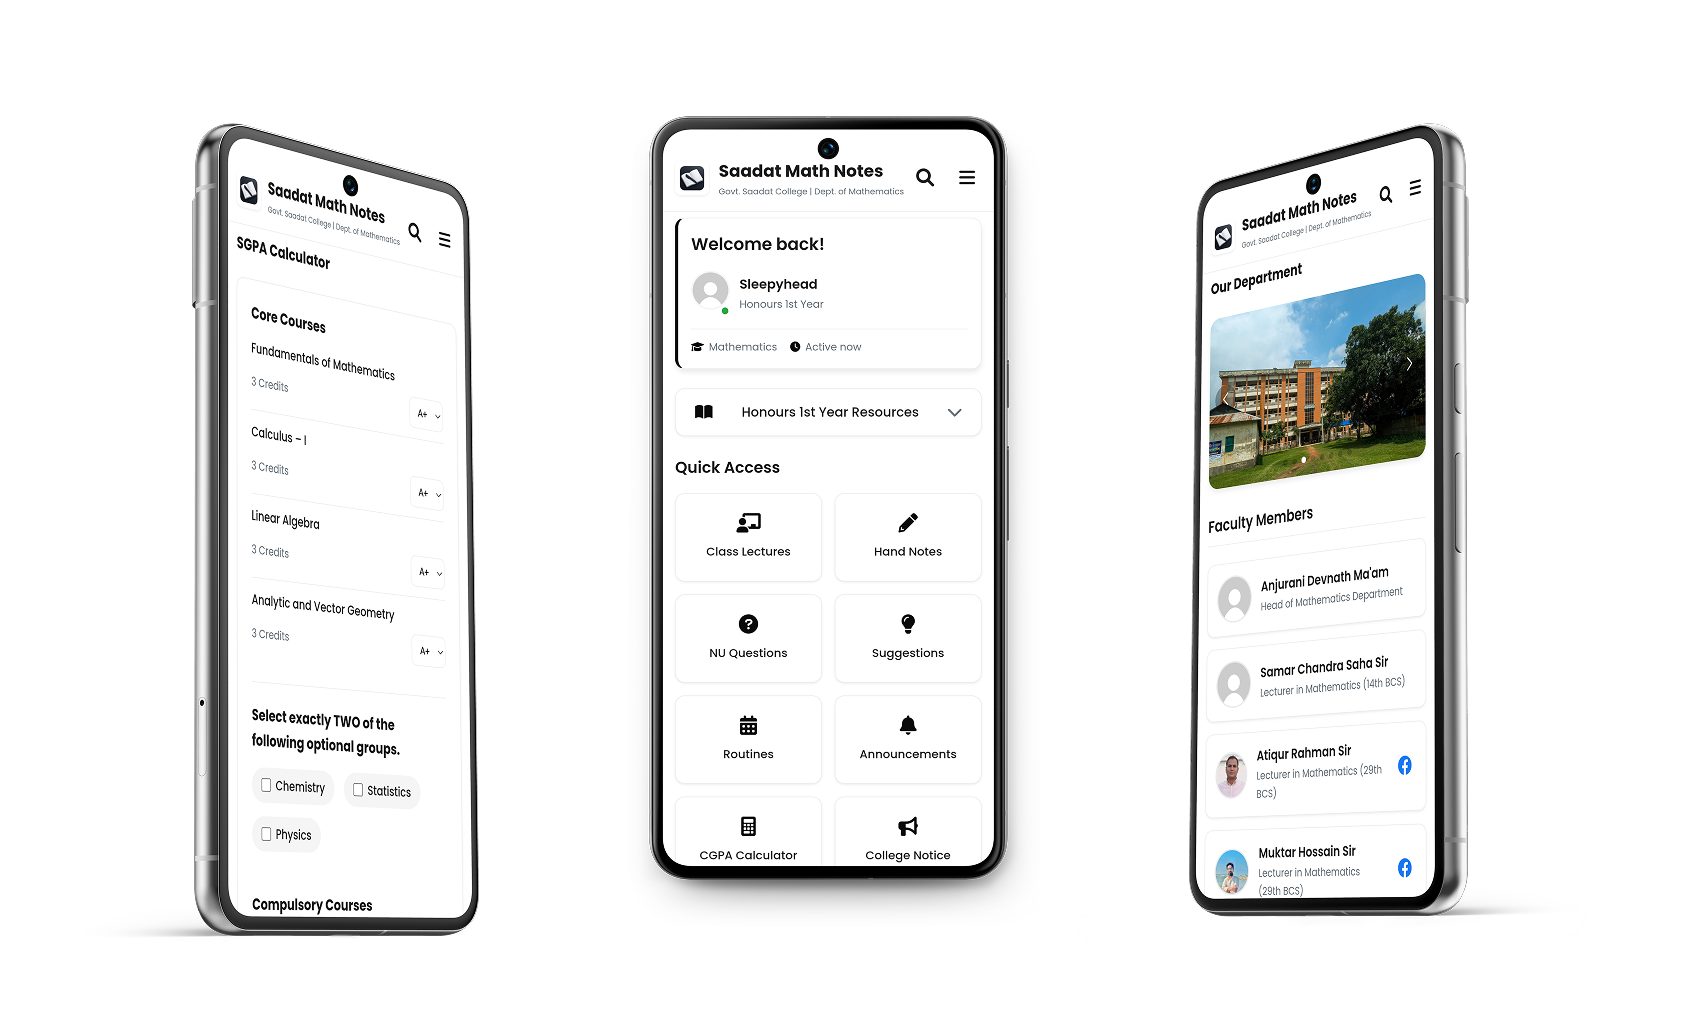 Saadat Math Notes
Govt. Saadat College | Dept. of Mathematics
SGPA Calculator
Core Courses
Fundamentals of Mathematics
3 Credits
A+
Calculus – I
3 Credits
A+
Linear Algebra
3 Credits
A+
Analytic and Vector Geometry
3 Credits
A+
Select exactly TWO of the
following optional groups.
Chemistry
Statistics
Physics
Compulsory Courses
Saadat Math Notes
Govt. Saadat College | Dept. of Mathematics
Welcome back!
Sleepyhead
Honours 1st Year
Mathematics
Active now
Honours 1st Year Resources
Quick Access
Class Lectures
Hand Notes
NU Questions
Suggestions
Routines
Announcements
CGPA Calculator
College Notice
Saadat Math Notes
Govt. Saadat College | Dept. of Mathematics
Our Department
Faculty Members
Anjurani Devnath Ma'am
Head of Mathematics Department
Samar Chandra Saha Sir
Lecturer in Mathematics (14th BCS)
Atiqur Rahman Sir
Lecturer in Mathematics (29th
BCS)
Muktar Hossain Sir
Lecturer in Mathematics
(29th BCS)